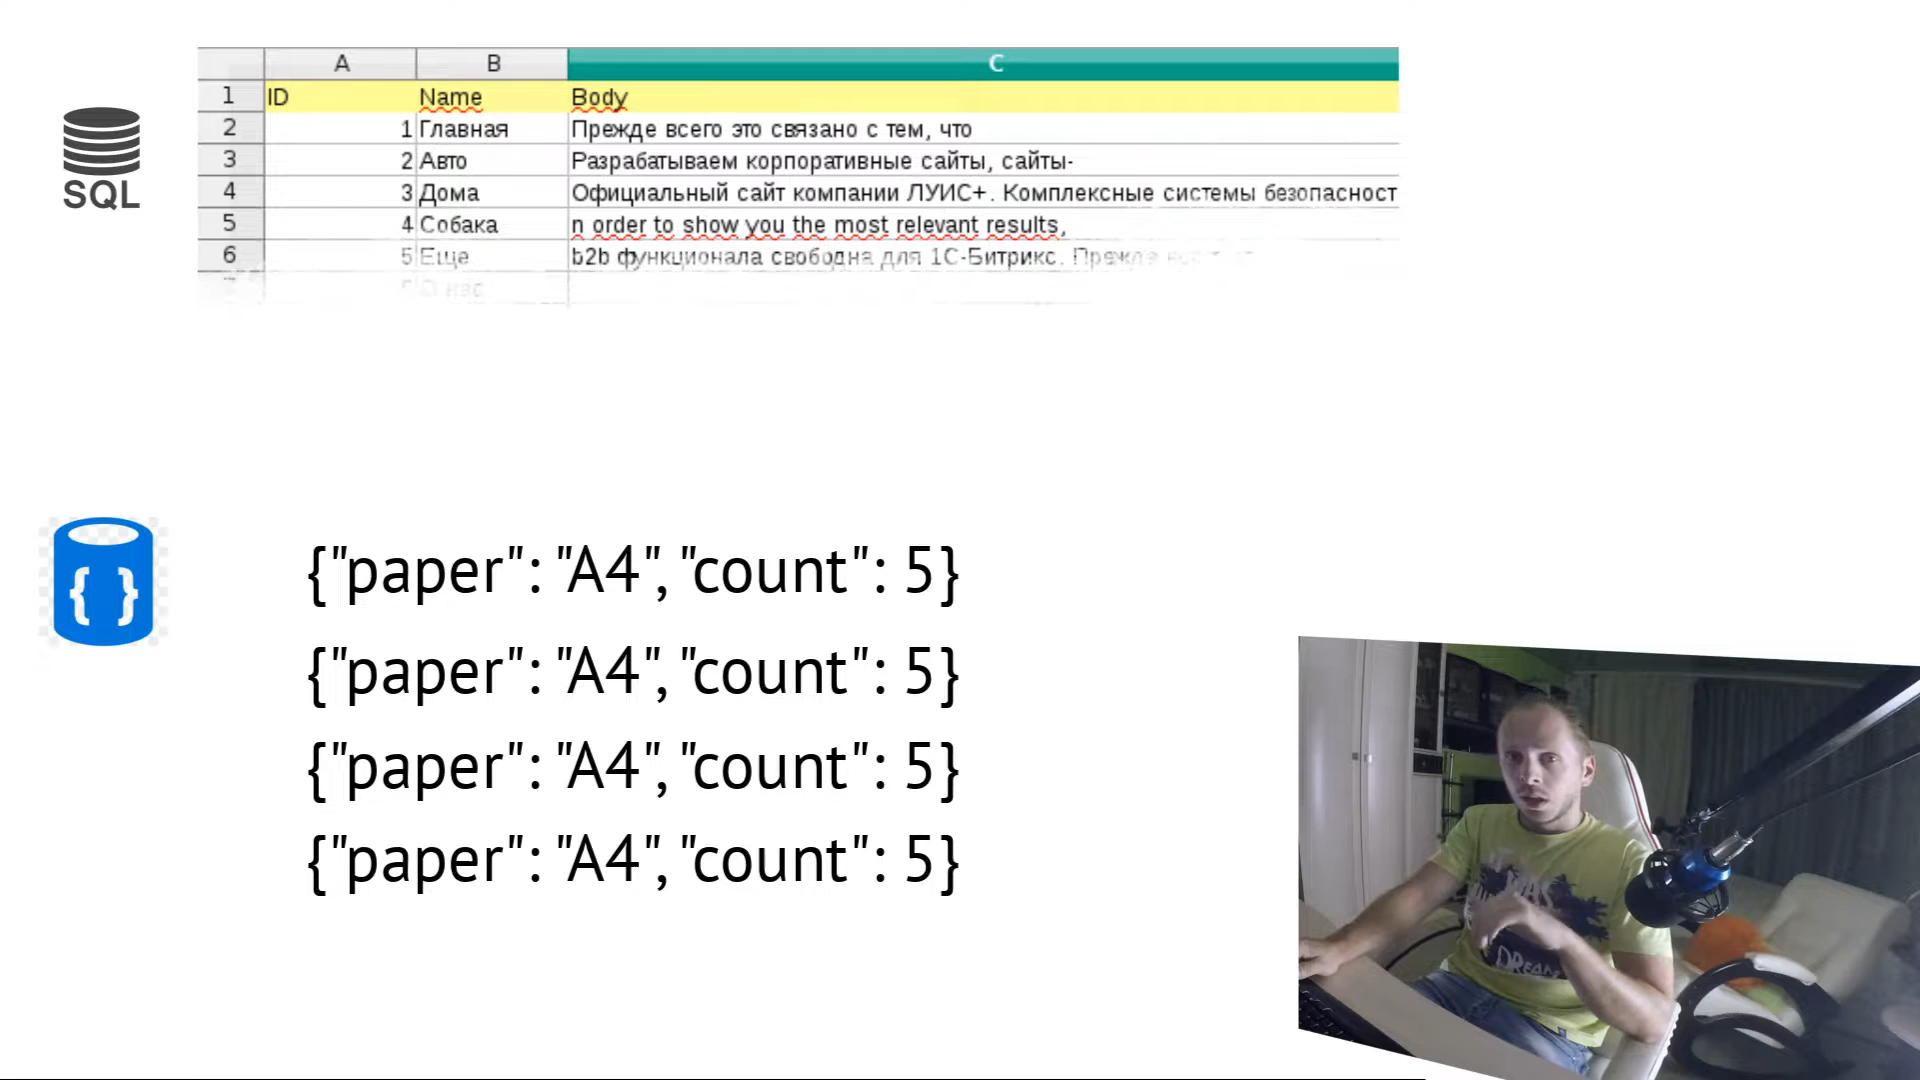 A B C
1 ID Name Body
2 1 Главная Прежде всего это связано с тем, что
3 2 Авто Разрабатываем корпоративные сайты, сайты-
4 3 Дома Официальный сайт компании ЛУИС+. Комплексные системы безопасност
5 4 Собака n order to show you the most relevant results,
6 5 Еще b2b функционала свободна для 1С-Битрикс. Прежде
О нас
SQL
{ }
{"paper": "A4", "count": 5}
{"paper": "A4", "count": 5}
{"paper": "A4", "count": 5}
{"paper": "A4", "count": 5}
DREAM